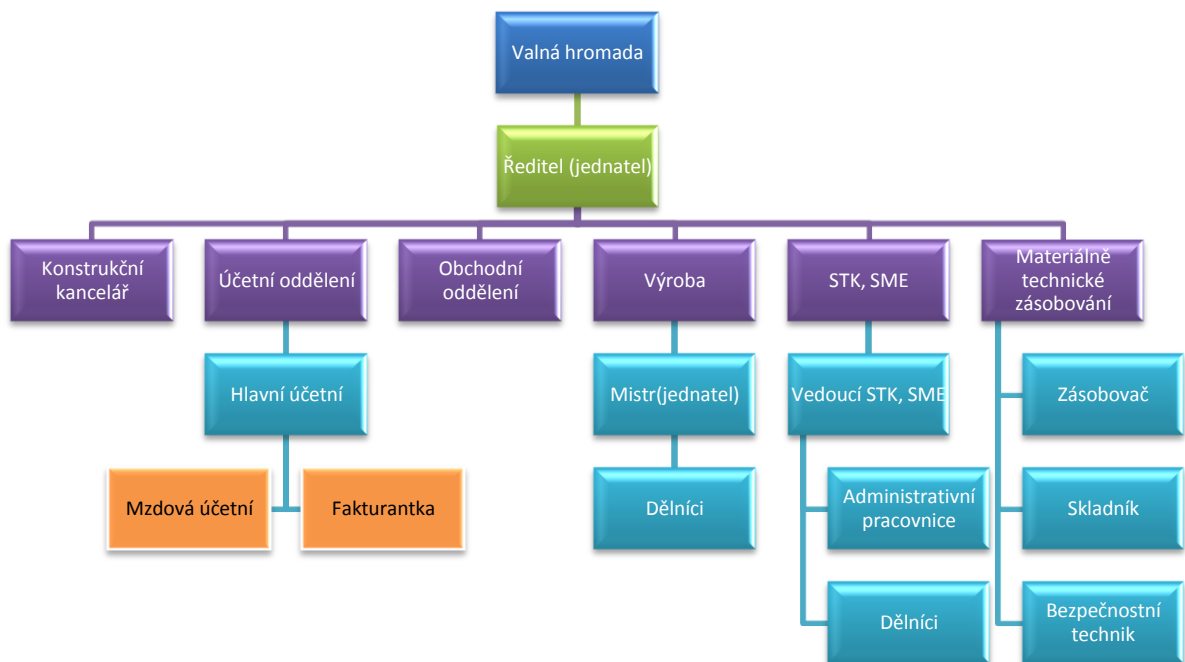 Valná hromada
Ředitel (jednatel)
Konstrukční
kancelář
Účetní oddělení
Obchodní
oddělení
Výroba
STK, SME
Materiálně
technické
zásobování
Hlavní účetní
Mistr(jednatel)
Vedoucí STK, SME
Zásobovač
Mzdová účetní
Fakturantka
Dělníci
Administrativní
pracovnice
Skladník
Dělníci
Bezpečnostní
technik